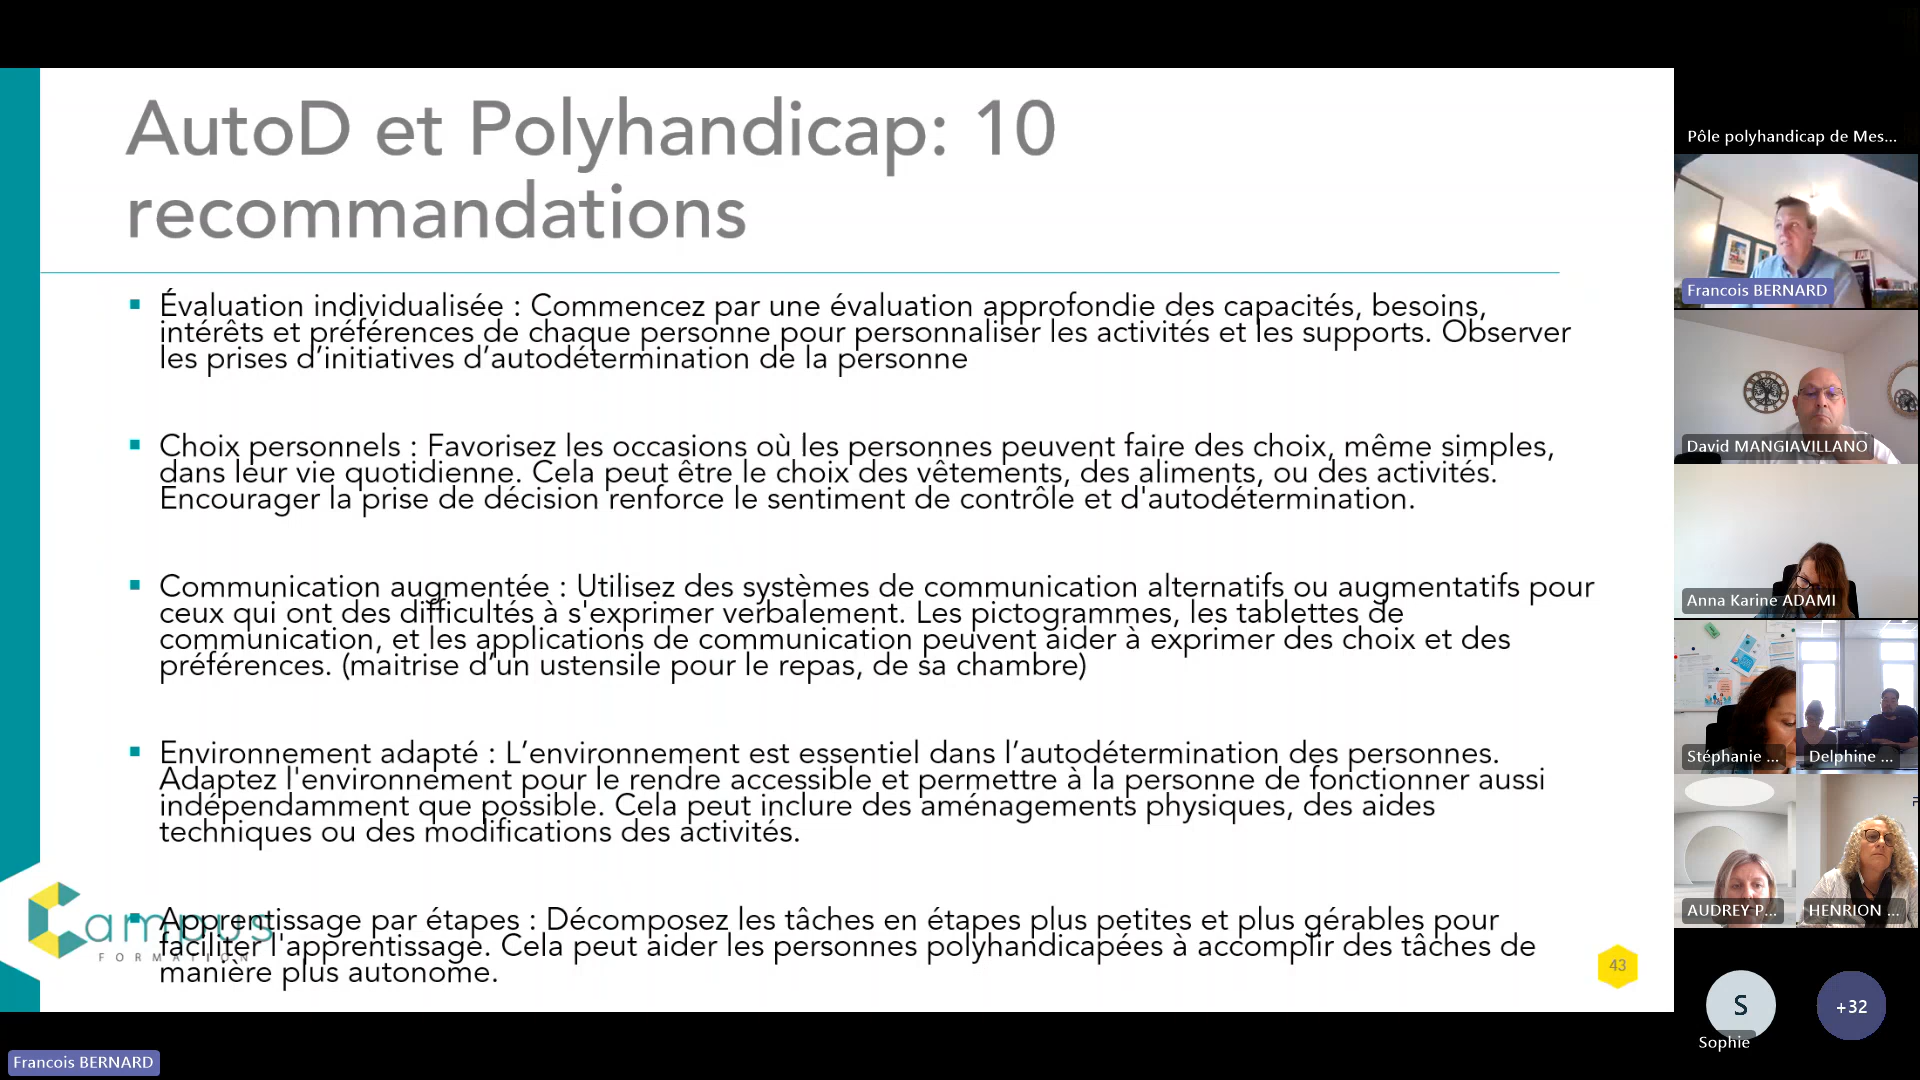 AutoD et Polyhandicap: 10
recommandations
Évaluation individualisée : Commencez par une évaluation approfondie des capacités, besoins,
intérêts et préférences de chaque personne pour personnaliser les activités et les supports. Observer
les prises d’initiatives d’autodétermination de la personne
Choix personnels : Favorisez les occasions où les personnes peuvent faire des choix, même simples,
dans leur vie quotidienne. Cela peut être le choix des vêtements, des aliments, ou des activités.
Encourager la prise de décision renforce le sentiment de contrôle et d'autodétermination.
Communication augmentée : Utilisez des systèmes de communication alternatifs ou augmentatifs pour
ceux qui ont des difficultés à s'exprimer verbalement. Les pictogrammes, les tablettes de
communication, et les applications de communication peuvent aider à exprimer des choix et des
préférences. (maitrise d’un ustensile pour le repas, de sa chambre)
Environnement adapté : L’environnement est essentiel dans l’autodétermination des personnes.
Adaptez l'environnement pour le rendre accessible et permettre à la personne de fonctionner aussi
indépendamment que possible. Cela peut inclure des aménagements physiques, des aides
techniques ou des modifications des activités.
Apprentissage par étapes : Décomposez les tâches en étapes plus petites et plus gérables pour
faciliter l'apprentissage. Cela peut aider les personnes polyhandicapées à accomplir des tâches de
manière plus autonome.
Campus
FORMATION
43
Pôle polyhandicap de Mes...
Francois BERNARD
David MANGIAVILLANO
Anna Karine ADAMI
Stéphanie ...
Delphine ...
AUDREY P...
HENRION ...
S
+32
Sophie
Francois BERNARD